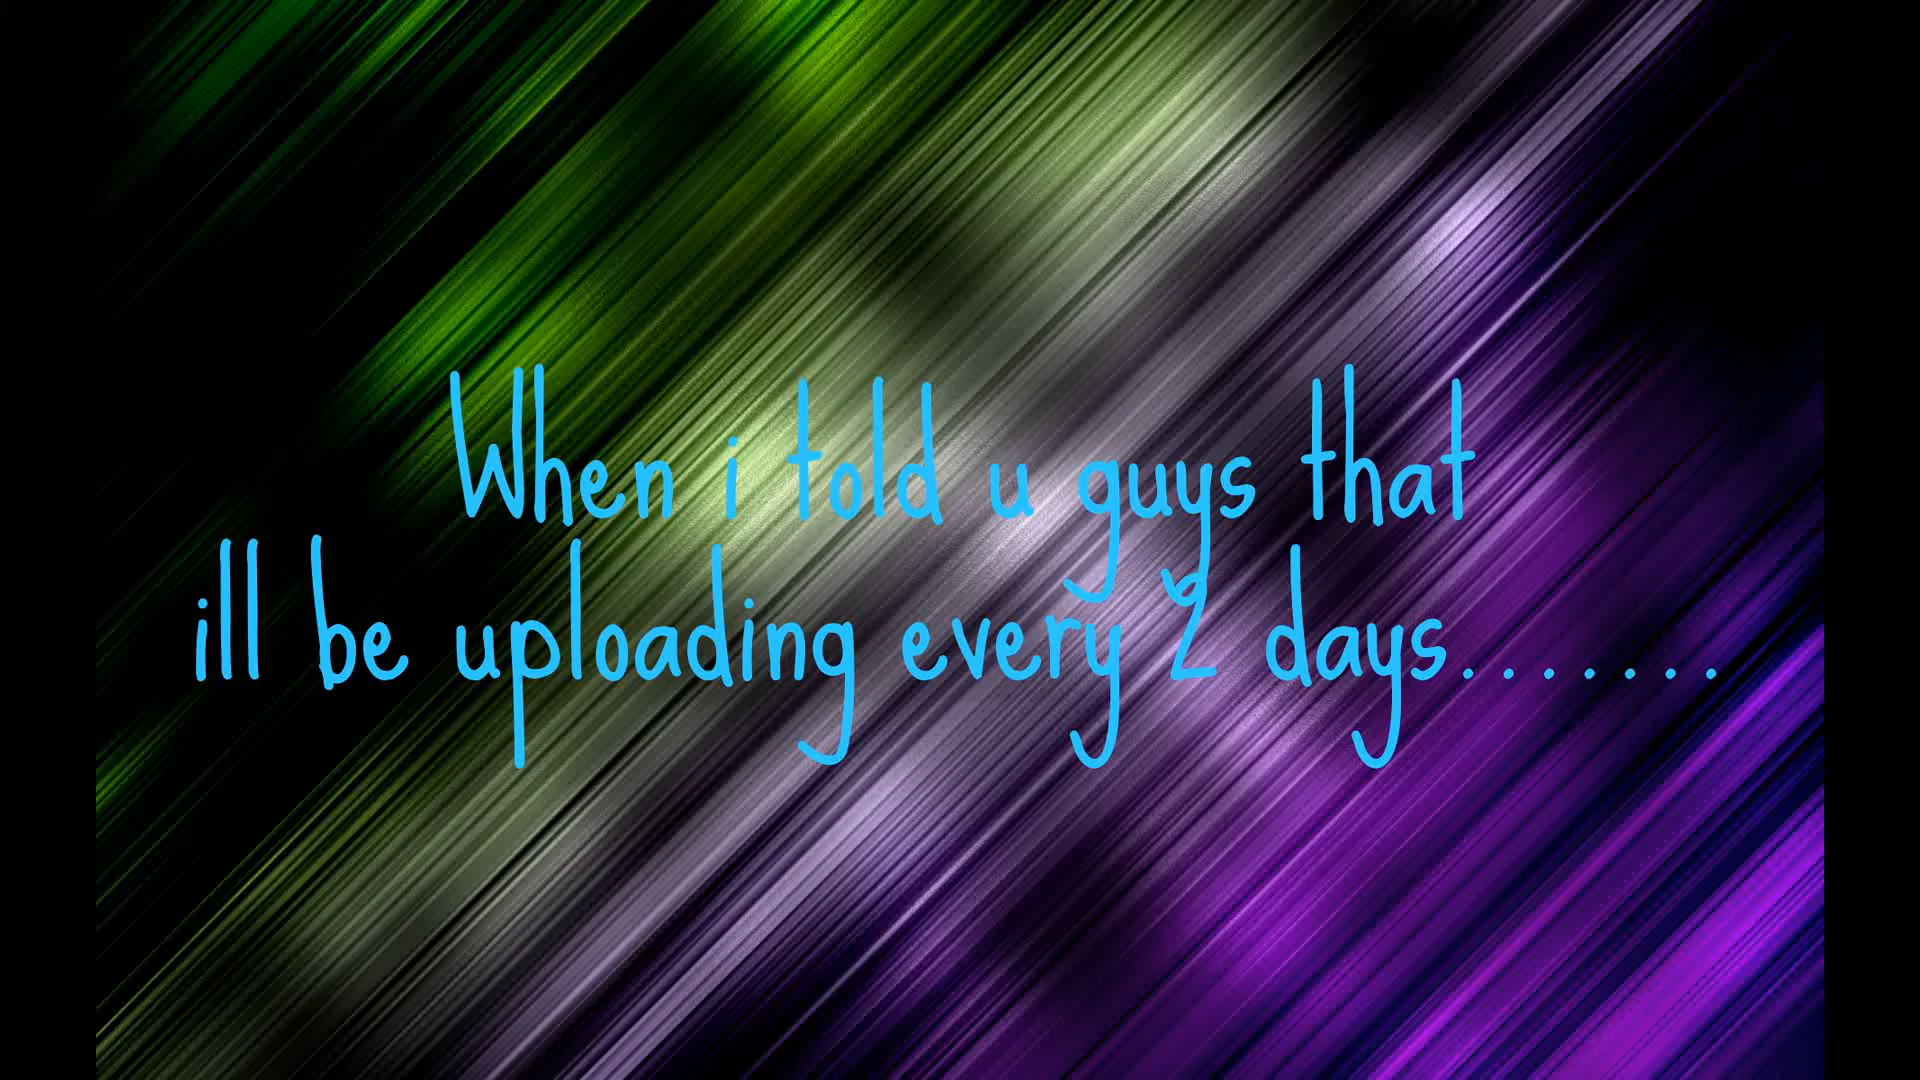 When i told u guys that
ill be uploading every 2 days.......